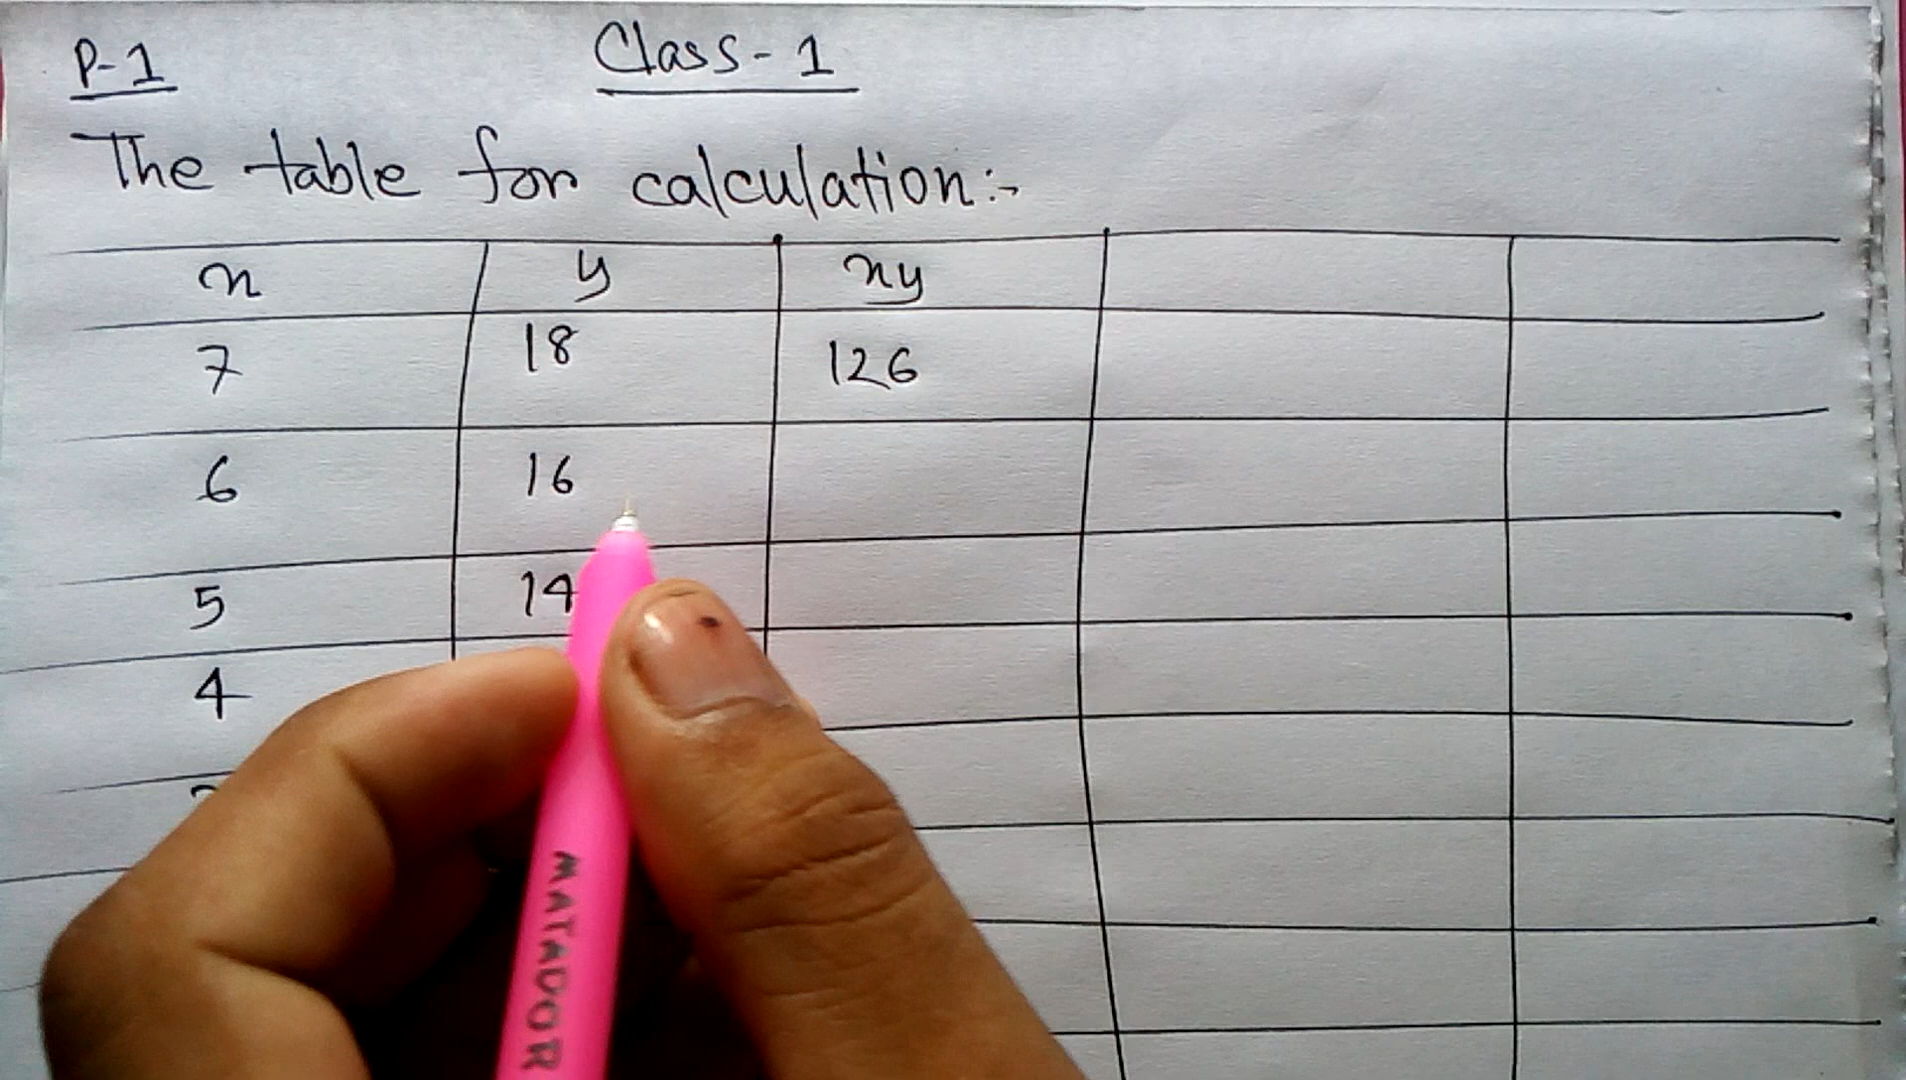 P-1 Class - 1
The table for calculation:-
x y xy
7 18 126
6 16
5 14
4
MATADOR